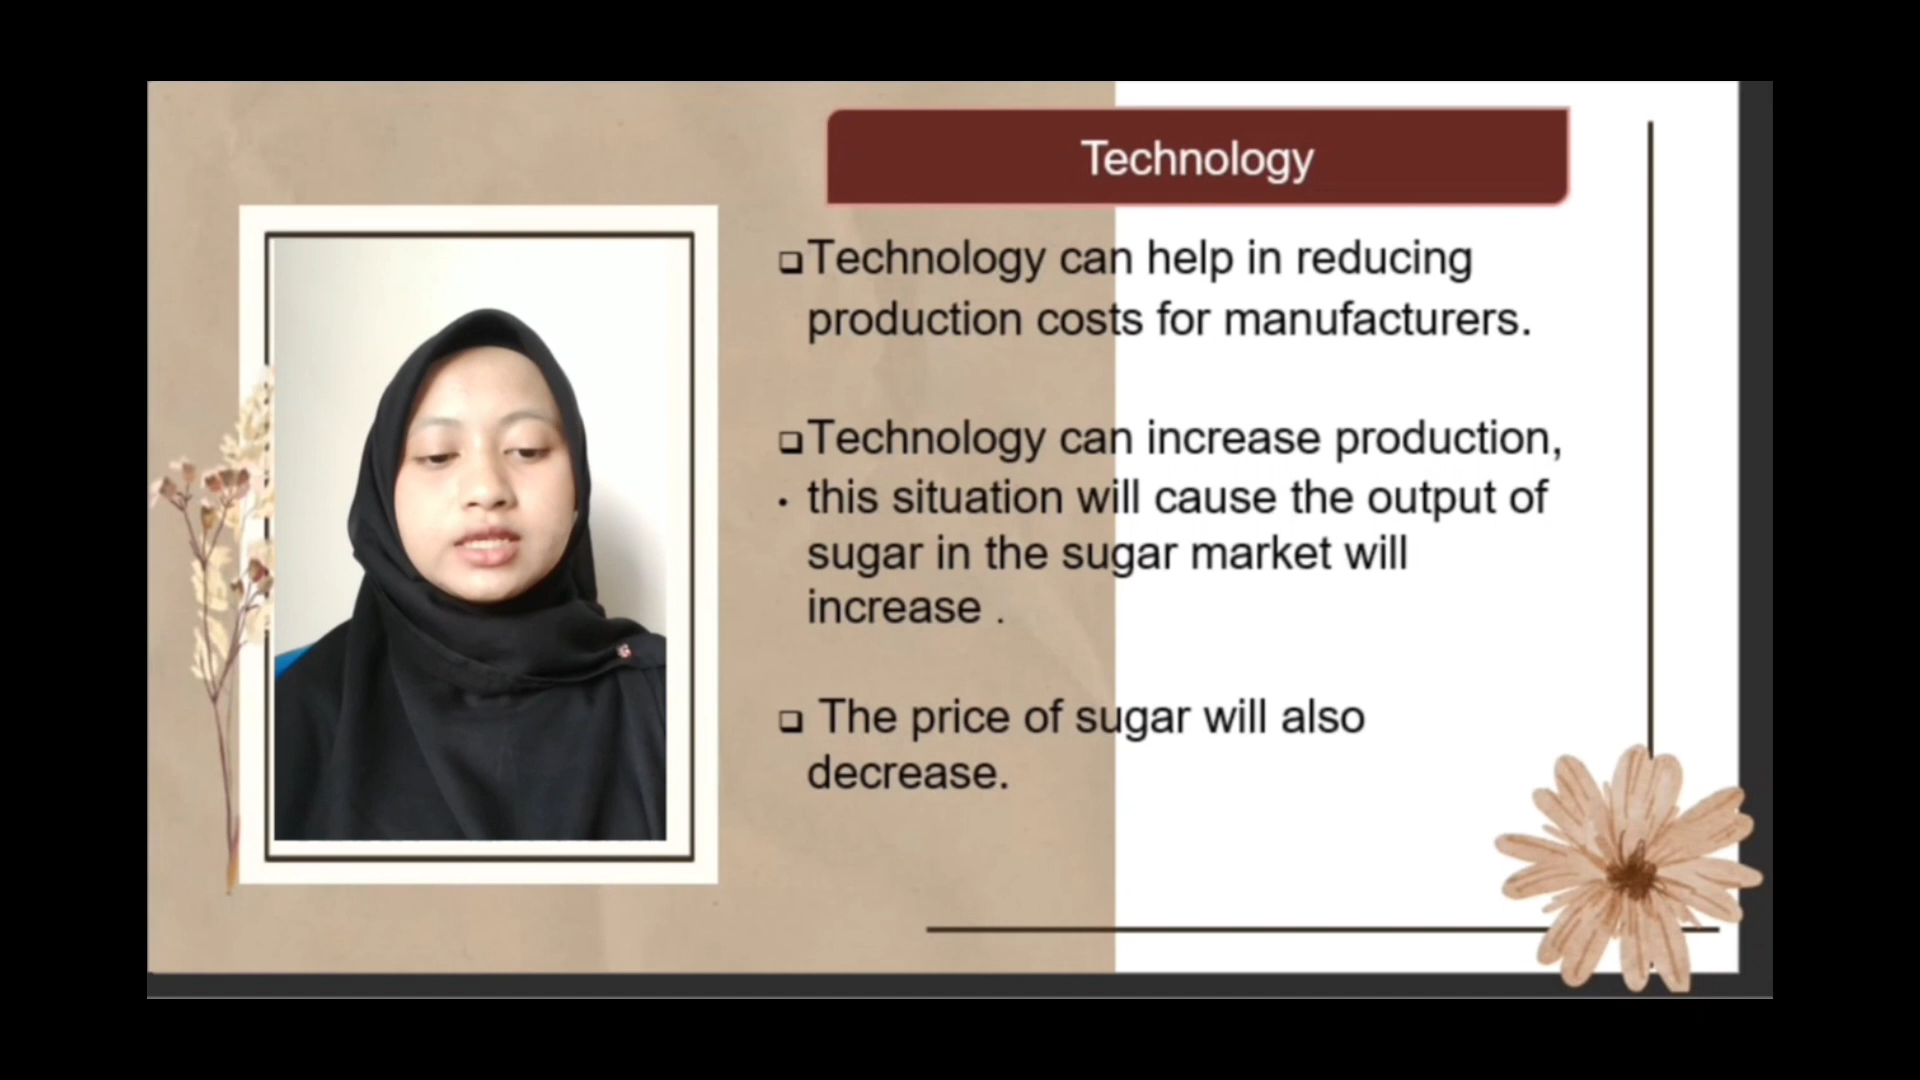 Technology
❑Technology can help in reducing
production costs for manufacturers.
❑Technology can increase production,
• this situation will cause the output of
sugar in the sugar market will
increase .
❑ The price of sugar will also
decrease.